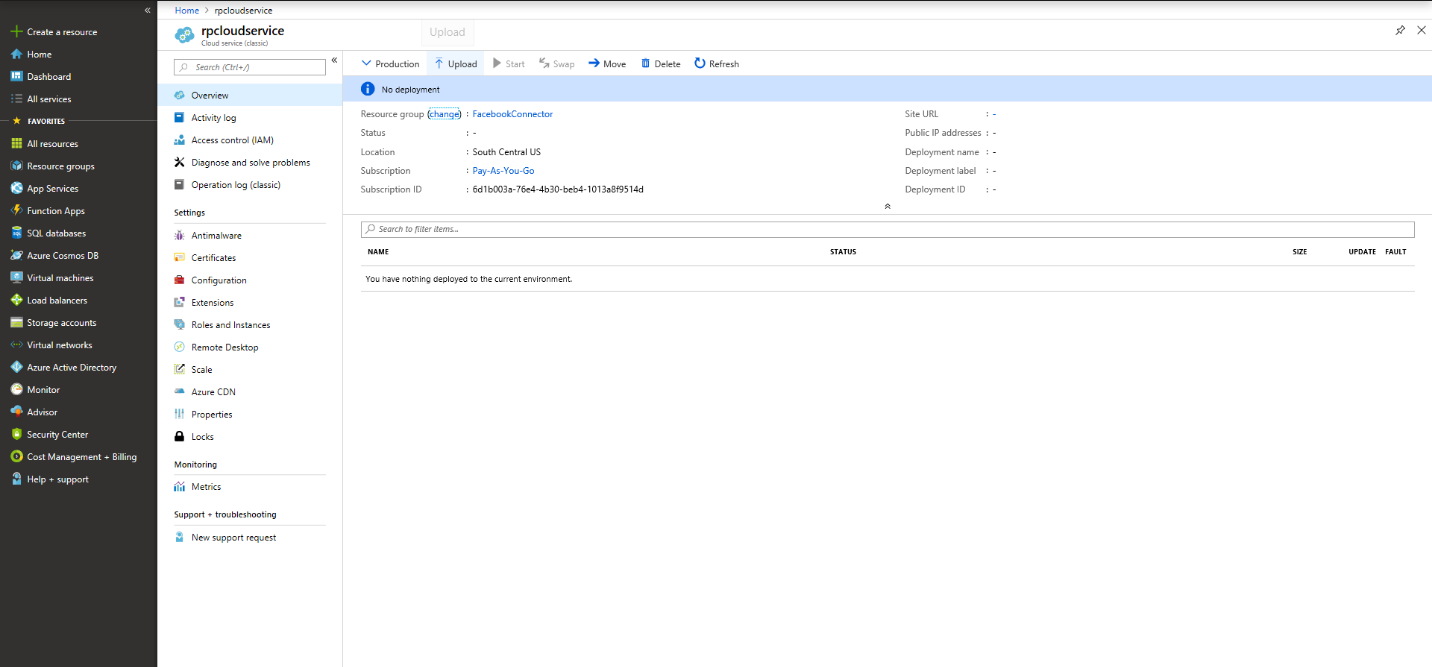 «
Create a resource
Home
Dashboard
All services
FAVORITES
All resources
Resource groups
App Services
Function Apps
SQL databases
Azure Cosmos DB
Virtual machines
Load balancers
Storage accounts
Virtual networks
Azure Active Directory
Monitor
Advisor
Security Center
Cost Management + Billing
Help + support
Home > rpcloudservice
rpcloudservice
Cloud service (classic)
Upload
Search (Ctrl+/)
«
Overview
Activity log
Access control (IAM)
Diagnose and solve problems
Operation log (classic)
Settings
Antimalware
Certificates
Configuration
Extensions
Roles and Instances
Remote Desktop
Scale
Azure CDN
Properties
Locks
Monitoring
Metrics
Support + troubleshooting
New support request
Production Upload Start Swap Move Delete Refresh
No deployment
Resource group (change) : FacebookConnector
Status : -
Location : South Central US
Subscription : Pay-As-You-Go
Subscription ID : 6d1b003a-76e4-4b30-beb4-1013a8f9514d
Site URL : -
Public IP addresses : -
Deployment name : -
Deployment label : -
Deployment ID : -
Search to filter items...
NAME STATUS SIZE UPDATE FAULT
You have nothing deployed to the current environment.